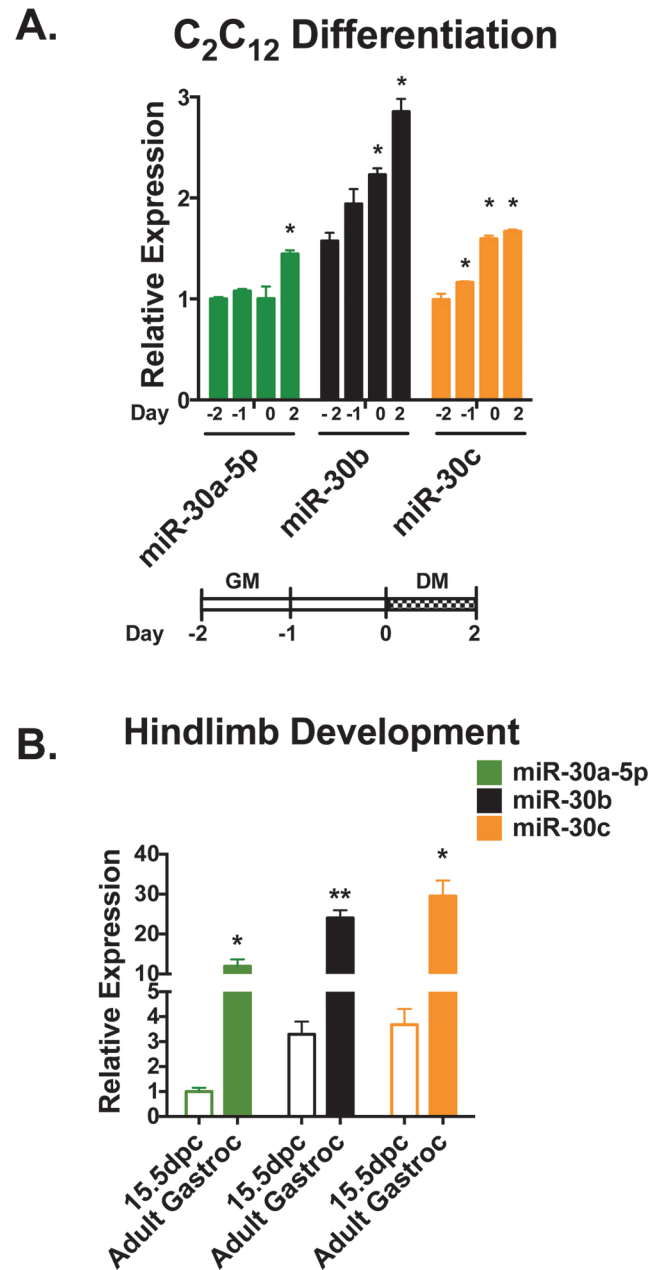 A.
C2C12 Differentiation
Relative Expression
3
2
1
0
* * * * * *
Day -2 -1 0 2 - 2 -1 0 2 -2 -1 0 2
miR-30a-5p
miR-30b
miR-30c
GM DM
Day -2 -1 0 2
B.
Hindlimb Development
miR-30a-5p
miR-30b
miR-30c
Relative Expression
40
30
20
10
5
4
3
2
1
0
* ** *
15.5dpc
Adult Gastroc
15.5dpc
Adult Gastroc
15.5dpc
Adult Gastroc